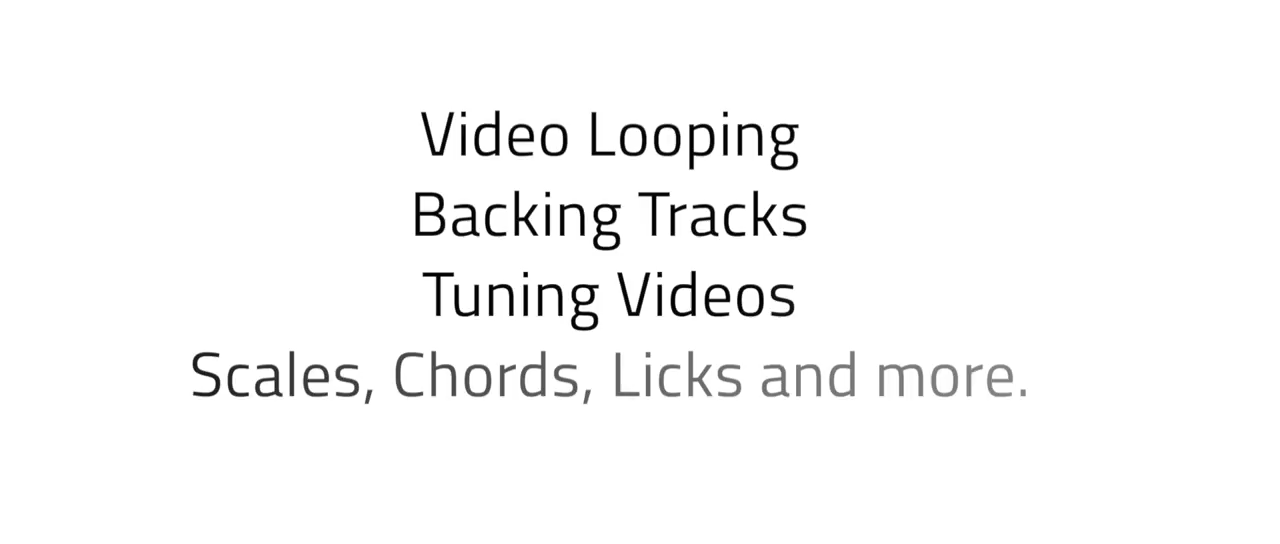 Video Looping
Backing Tracks
Tuning Videos
Scales, Chords, Licks and more.